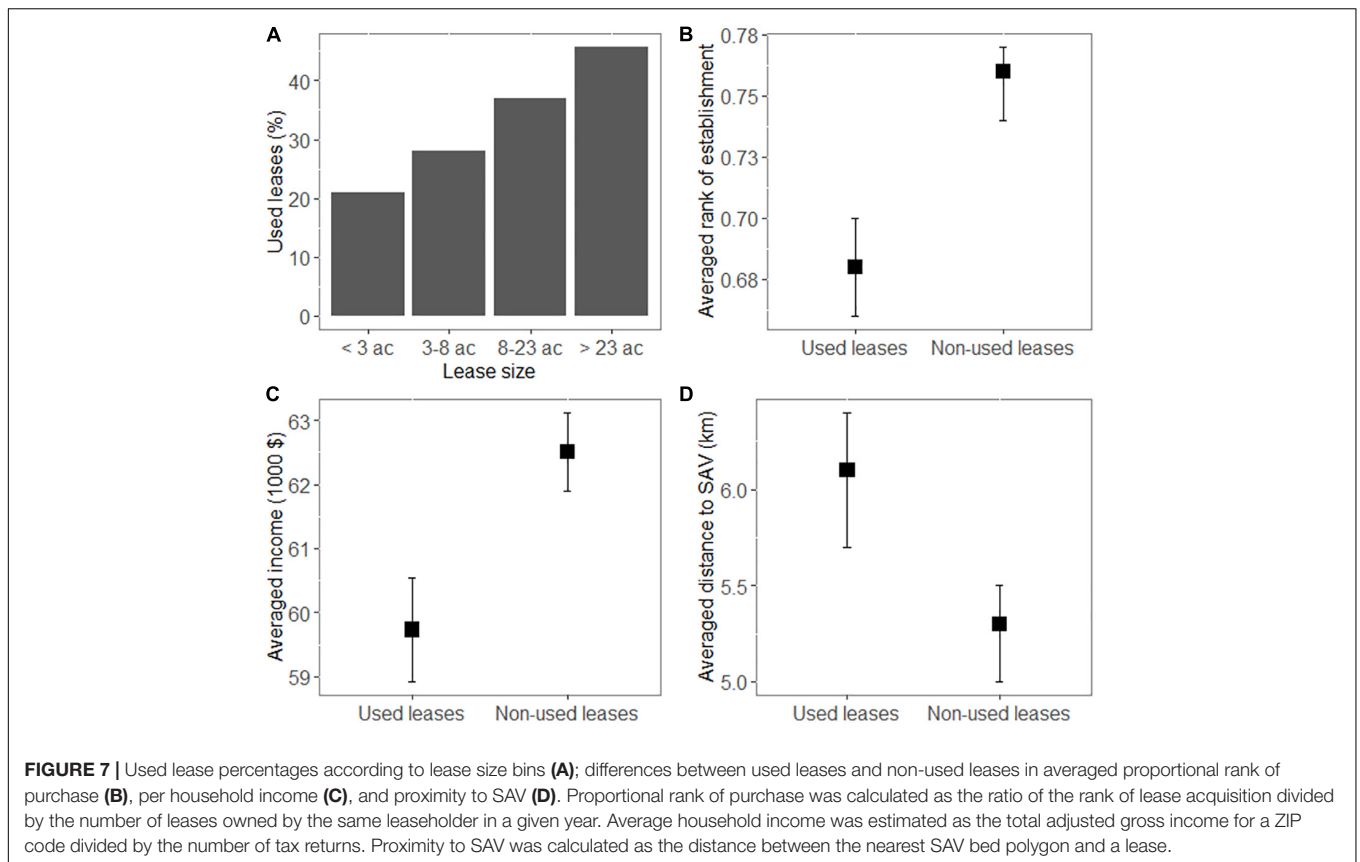 A
Used leases (%)
40
30
20
10
0
< 3 ac 3-8 ac 8-23 ac > 23 ac
Lease size
B
Averaged rank of establishment
0.78
0.75
0.73
0.70
0.68
Used leases Non-used leases
C
Averaged income (1000 $)
63
62
61
60
59
Used leases Non-used leases
D
Averaged distance to SAV (km)
6.0
5.5
5.0
Used leases Non-used leases
FIGURE 7 | Used lease percentages according to lease size bins (A); differences between used leases and non-used leases in averaged proportional rank of
purchase (B), per household income (C), and proximity to SAV (D). Proportional rank of purchase was calculated as the ratio of the rank of lease acquisition divided
by the number of leases owned by the same leaseholder in a given year. Average household income was estimated as the total adjusted gross income for a ZIP
code divided by the number of tax returns. Proximity to SAV was calculated as the distance between the nearest SAV bed polygon and a lease.